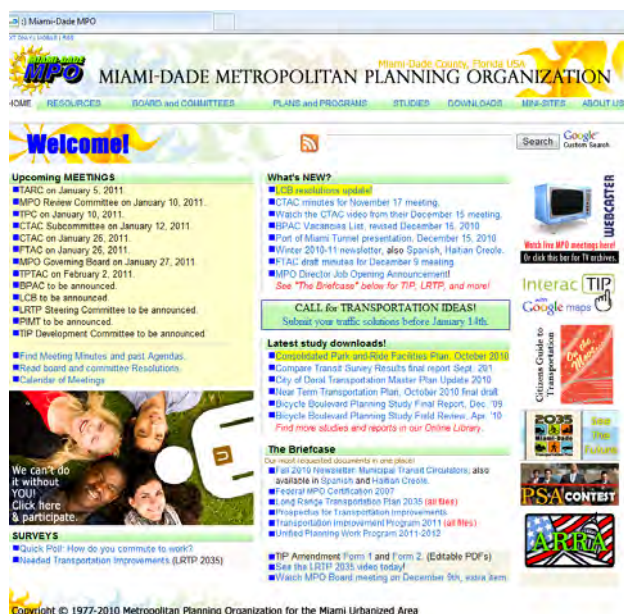 :) Miami-Dade MPO
MIAMI-DADE
MPO
Miami-Dade County, Florida USA
MIAMI-DADE METROPOLITAN PLANNING ORGANIZATION
HOME RESOURCES BOARD and COMMITTEES PLANS and PROGRAMS STUDIES DOWNLOADS MINI-SITES ABOUT US
Welcome!
Search Google Custom Search
Upcoming MEETINGS
TARC on January 5, 2011.
MPO Review Committee on January 10, 2011.
TPC on January 10, 2011.
CTAC Subcommittee on January 12, 2011
CTAC on January 26, 2011.
FTAC on January 26, 2011.
MPO Governing Board on January 27, 2011.
TPTAC on February 2, 2011.
BPAC to be announced.
LCB to be announced.
LRTP Steering Committee to be announced.
PIMT to be announced.
TIP Development Committee to be announced.
Find Meeting Minutes and past Agendas.
Read board and committee Resolutions.
Calendar of Meetings
We can't do
it without
YOU!
Click here
& participate.
SURVEYS
Quick Poll: How do you commute to work?
Needed Transportation Improvements (LRTP 2035)
What's NEW?
LCB resolutions update!
CTAC minutes for November 17 meeting.
Watch the CTAC video from their December 15 meeting.
BPAC Vacancies List, revised December 16, 2010
Port of Miami Tunnel presentation, December 15, 2010
Winter 2010-11 newsletter, also Spanish, Haitian Creole.
FTAC draft minutes for December 9 meeting.
MPO Director Job Opening Announcement!
See "The Briefcase" below for TIP, LRTP, and more!
CALL for TRANSPORTATION IDEAS!
Submit your traffic solutions before January 14th.
Latest study downloads!
Consolidated Park-and-Ride Facilities Plan, October 2010
Compare Transit Survey Results final report Sept. 201
City of Doral Transportation Master Plan Update 2010
Near Term Transportation Plan, October 2010 final draft
Bicycle Boulevard Planning Study Final Report, Dec. '09
Bicycle Boulevard Planning Study Field Review, Apr. '10
Find more studies and reports in our Online Library.
The Briefcase
Our most requested documents in one place!
Fall 2010 Newsletter: Municipal Transit Circulators, also
available in Spanish and Haitian Creole.
Federal MPO Certification 2007
Long Range Transportation Plan 2035 (all files)
Prospectus for Transportation Improvements
Transportation Improvement Program 2011 (all files)
Unified Planning Work Program 2011-2012
TIP Amendment Form 1 and Form 2. (Editable PDFs)
See the LRTP 2035 video today!
Watch MPO Board meeting on December 9th, extra item
WEBCASTER
Watch live MPO meetings here!
Or click this bar for TV archives.
Interac TIP
with
Google maps
Citizens Guide to
Transportation
On the
Move!
2035
Miami-Dade
See
The
Future
PSA CONTEST
ARRA
Copyright © 1977-2010 Metropolitan Planning Organization for the Miami Urbanized Area